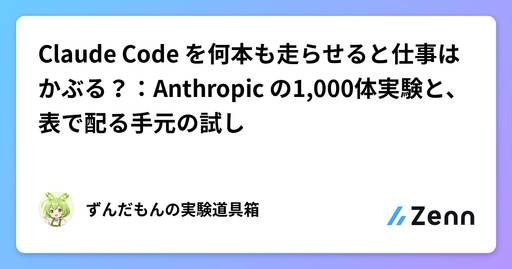 Claude Code を何本も走らせると仕事は
かぶる？：Anthropic の1,000体実験と、
表で配る手元の試し
ずんだもんの実験道具箱
Zenn